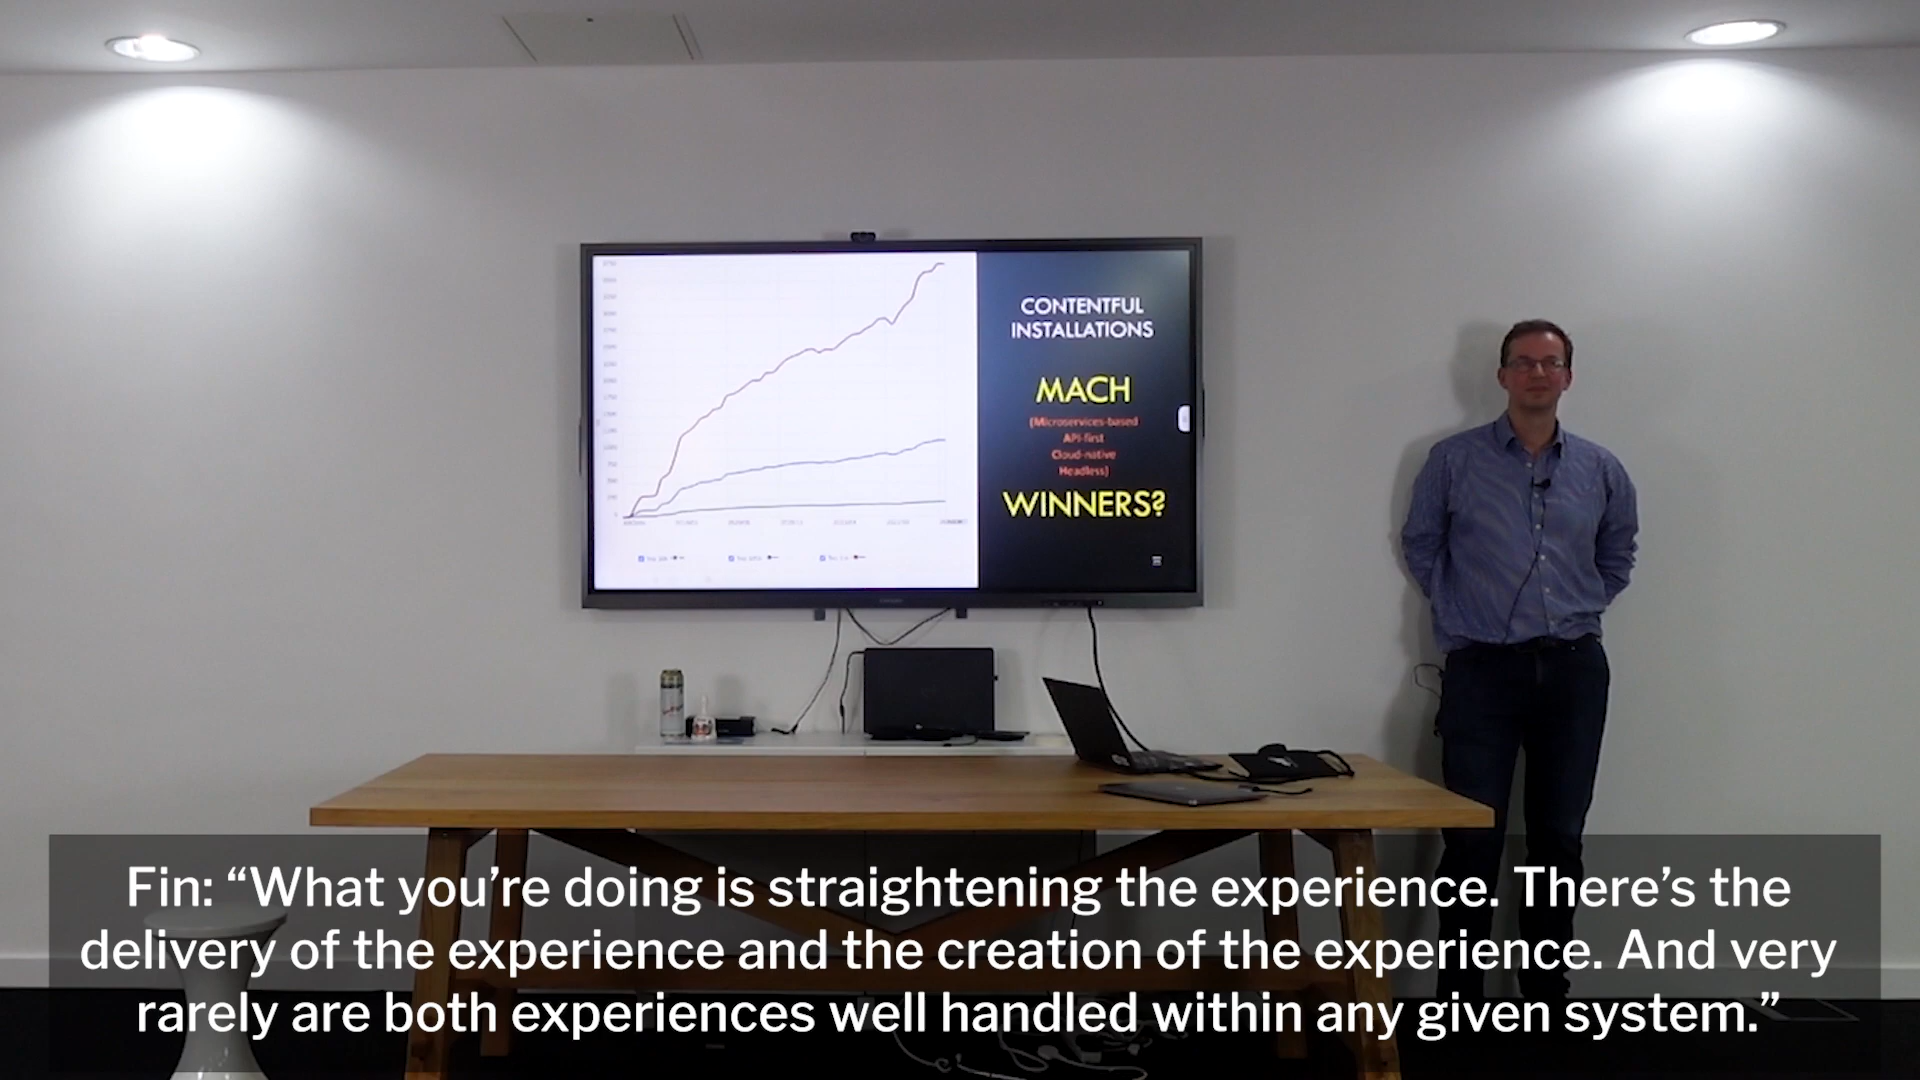 CONTENTFUL
INSTALLATIONS
MACH
(Microservices-based
API-first
Cloud-native
Headless)
WINNERS?
Fin: “What you’re doing is straightening the experience. There’s the
delivery of the experience and the creation of the experience. And very
rarely are both experiences well handled within any given system.”